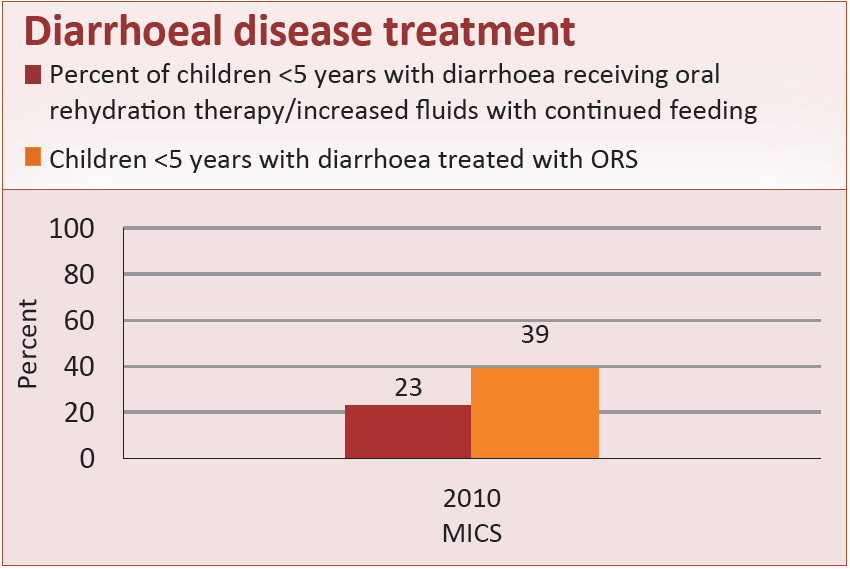 Diarrhoeal disease treatment
Percent of children <5 years with diarrhoea receiving oral
rehydration therapy/increased fluids with continued feeding
Children <5 years with diarrhoea treated with ORS
Percent
100
80
60
40
20
0
23
39
2010
MICS